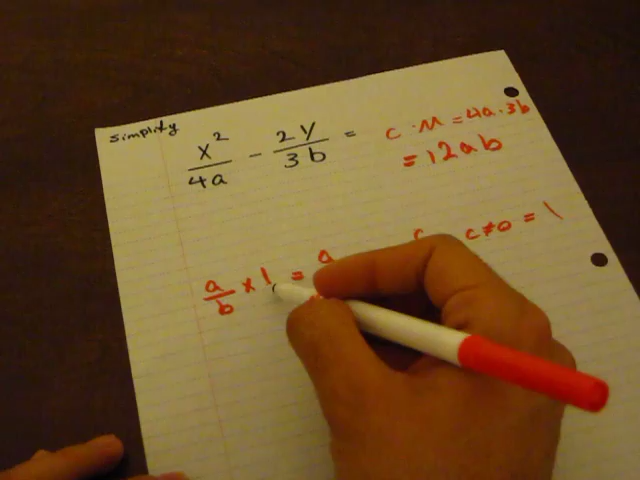 simplify
x²/4a - 2y/3b =
C.M = 4a.3b
= 12ab
a/b × 1 = a
c c≠0 = 1